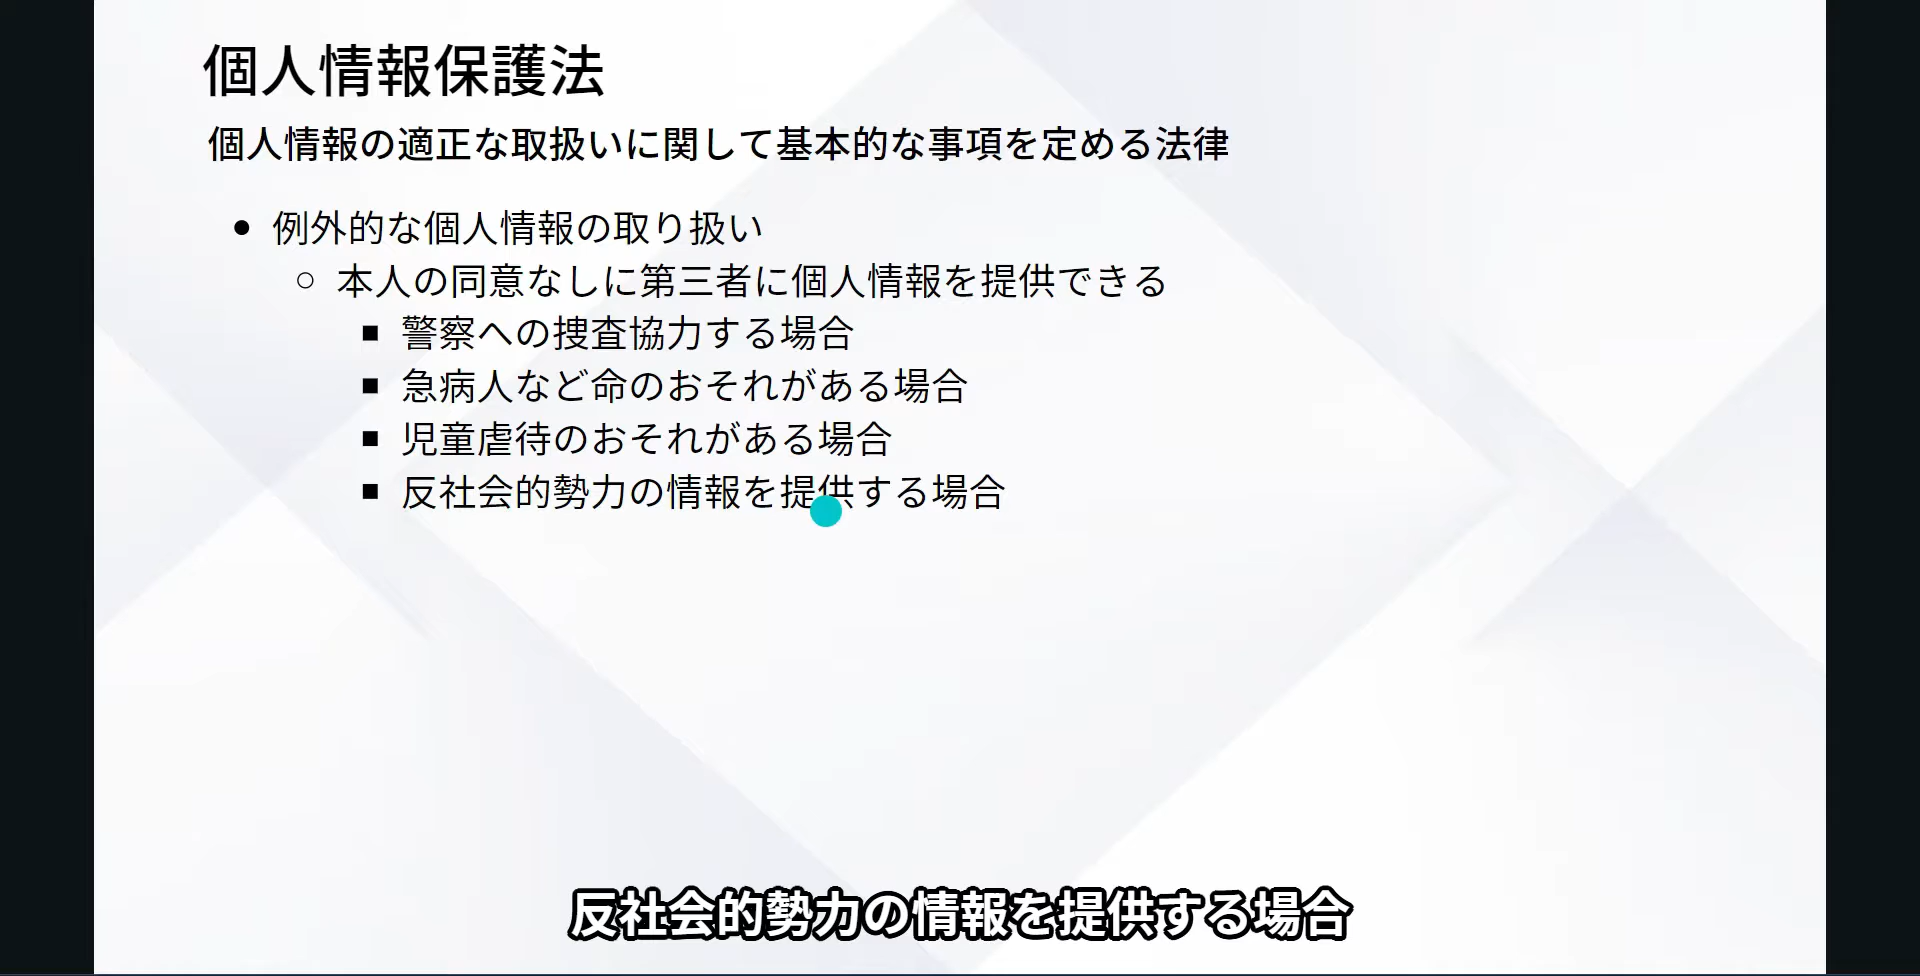 個人情報保護法
個人情報の適正な取扱いに関して基本的な事項を定める法律
● 例外的な個人情報の取り扱い
○ 本人の同意なしに第三者に個人情報を提供できる
■ 警察への捜査協力する場合
■ 急病人など命のおそれがある場合
■ 児童虐待のおそれがある場合
■ 反社会的勢力の情報を提供する場合
反社会的勢力の情報を提供する場合